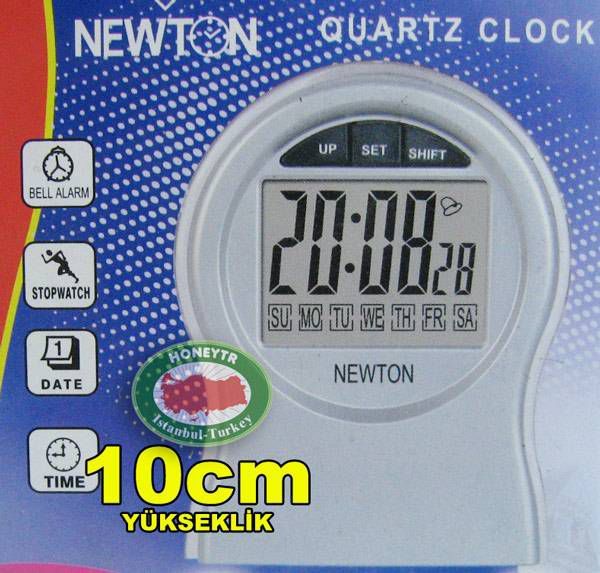 NEWTON QUARTZ CLOCK
UP SET SHIFT
20:08 28
SU MO TU WE TH FR SA
NEWTON
BELL ALARM
STOPWATCH
1
DATE
TIME
HONEYTR
Istanbul-Turkey
10cm
YÜKSEKLİK